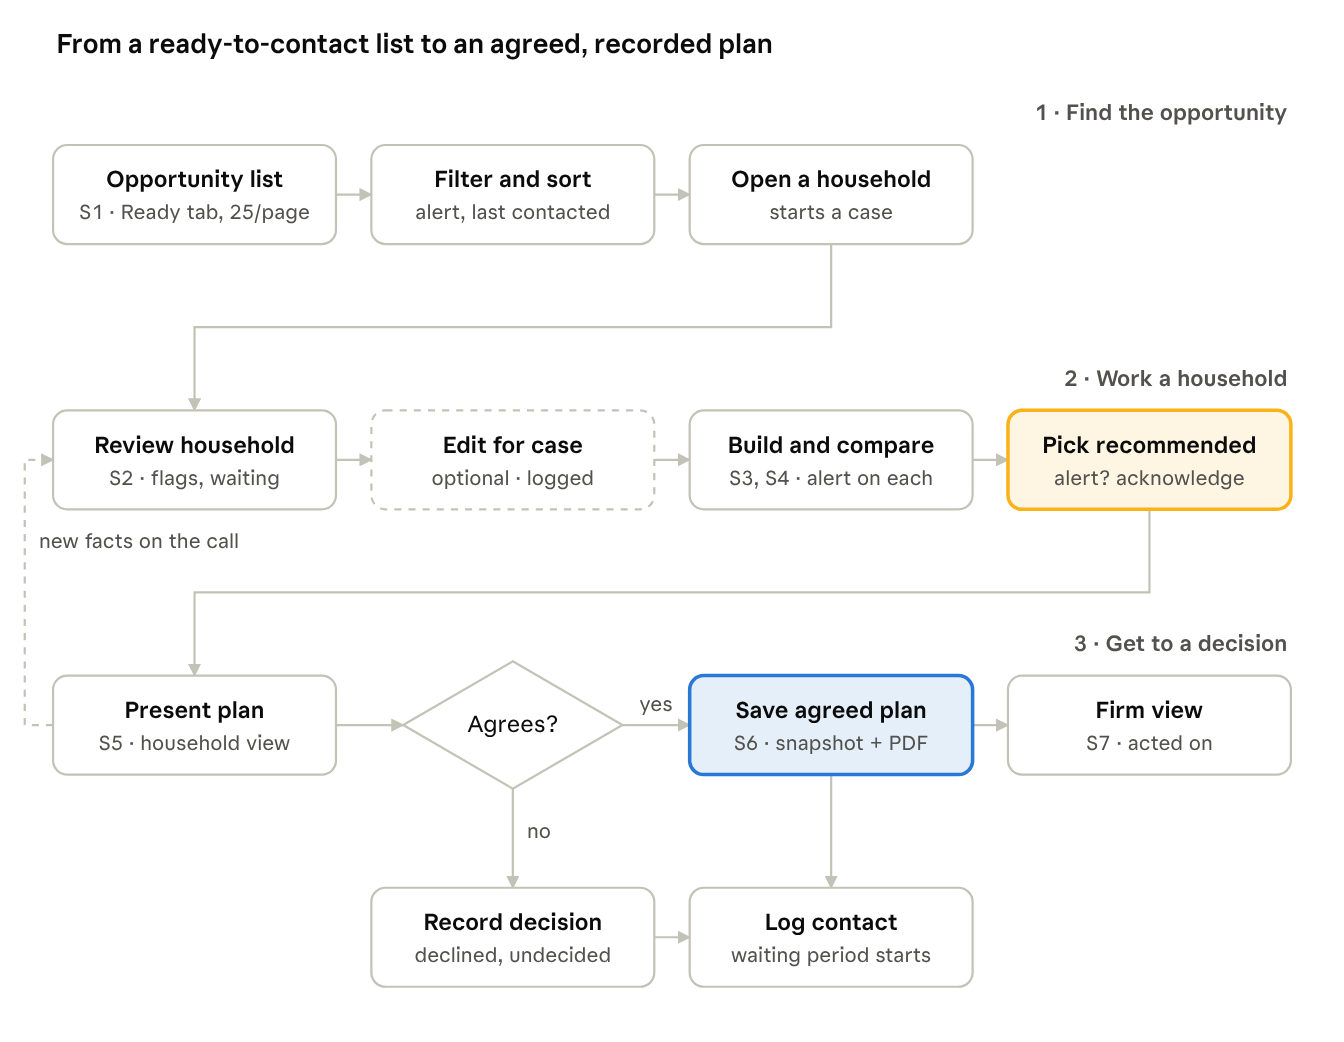 From a ready-to-contact list to an agreed, recorded plan
1 · Find the opportunity
Opportunity list
S1 · Ready tab, 25/page
Filter and sort
alert, last contacted
Open a household
starts a case
2 · Work a household
Review household
S2 · flags, waiting
Edit for case
optional · logged
Build and compare
S3, S4 · alert on each
Pick recommended
alert? acknowledge
new facts on the call
3 · Get to a decision
Present plan
S5 · household view
Agrees?
yes
Save agreed plan
S6 · snapshot + PDF
Firm view
S7 · acted on
no
Record decision
declined, undecided
Log contact
waiting period starts